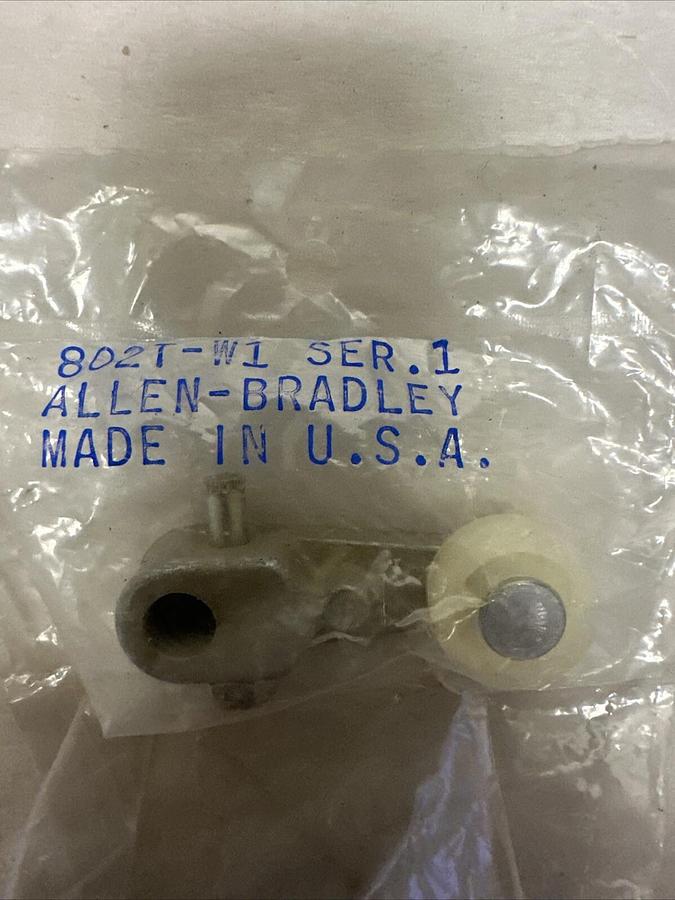 802T-W1 SER.1
ALLEN-BRADLEY
MADE IN U.S.A.